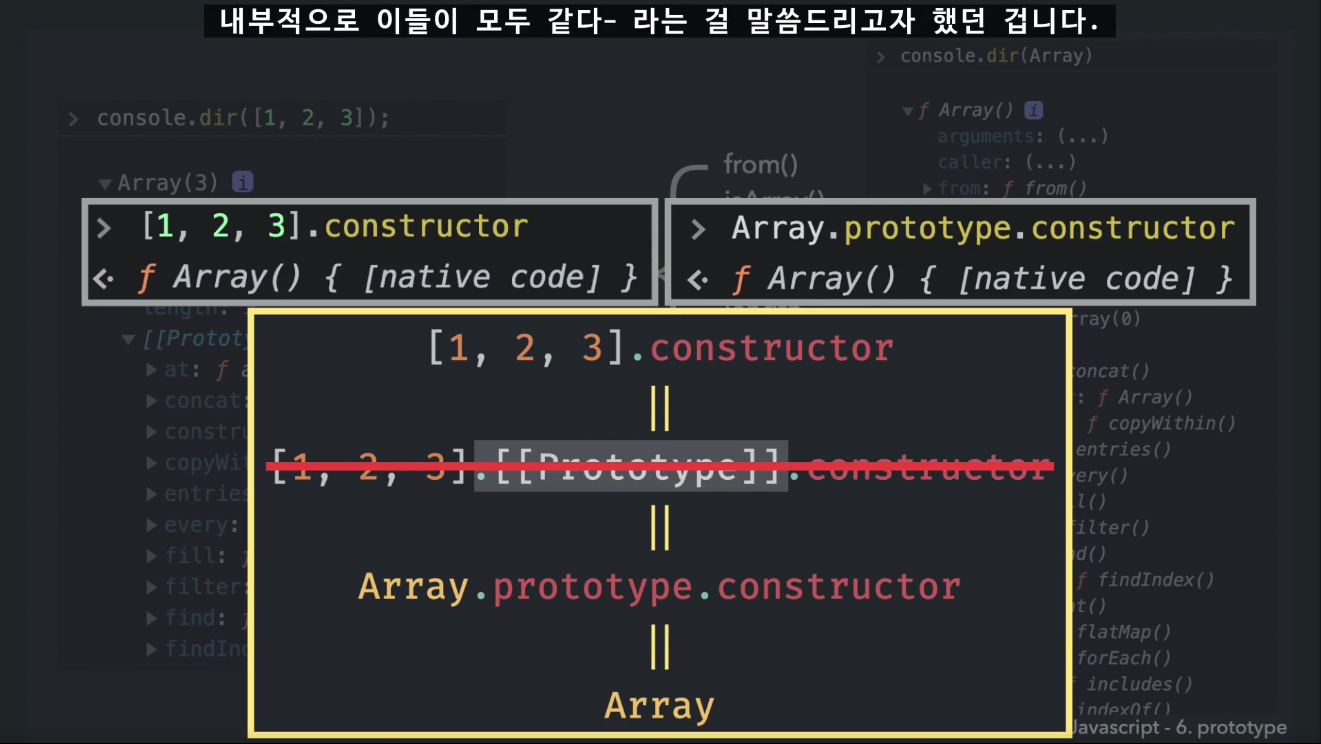 내부적으로 이들이 모두 같다- 라는 걸 말씀드리고자 했던 겁니다.
> console.dir([1, 2, 3]);
▼Array(3) i
> [1, 2, 3].constructor
<· ƒ Array() { [native code] }
length:
▼[[Prototy
▶at: ƒ a
▶concat:
▶constru
▶copyWit
▶entries
▶every:
▶fill:
▶filter:
▶find:
▶findInd
from()
isArray()
> console.dir(Array)
▼ƒ Array() i
arguments: (...)
caller: (...)
▶from: ƒ from()
> Array.prototype.constructor
<· ƒ Array() { [native code] }
rray(0)
concat()
: ƒ Array()
ƒ copyWithin()
entries()
very()
ll()
filter()
nd()
ƒ findIndex()
at()
flatMap()
forEach()
includes()
indexOf()
[1, 2, 3].constructor
||
[1, 2, 3].[[Prototype]].constructor
||
Array.prototype.constructor
||
Array
Javascript - 6. prototype